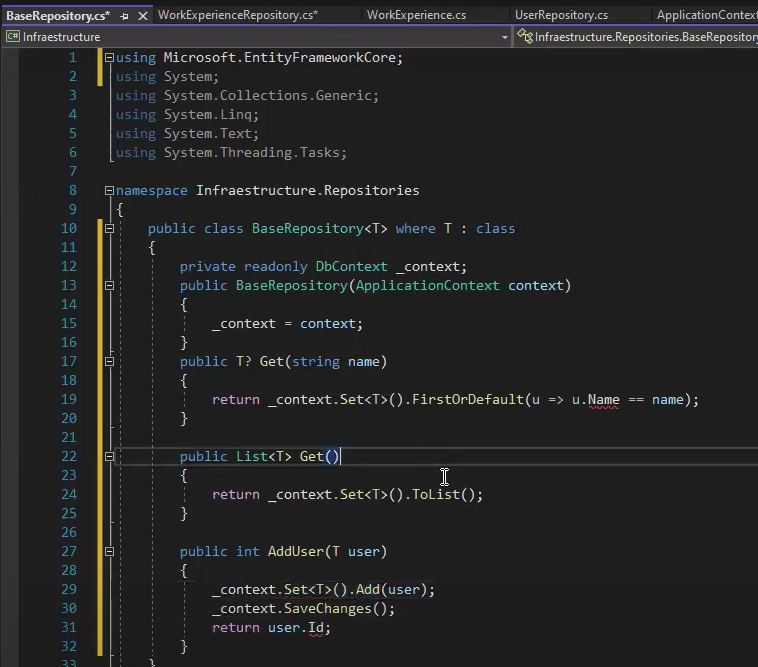 BaseRepository.cs* WorkExperienceRepository.cs* WorkExperience.cs UserRepository.cs ApplicationContext
C# Infraestructure Infraestructure.Repositories.BaseRepository
1 using Microsoft.EntityFrameworkCore;
2 using System;
3 using System.Collections.Generic;
4 using System.Linq;
5 using System.Text;
6 using System.Threading.Tasks;
7
8 namespace Infraestructure.Repositories
9 {
10 public class BaseRepository<T> where T : class
11 {
12 private readonly DbContext _context;
13 public BaseRepository(ApplicationContext context)
14 {
15 _context = context;
16 }
17 public T? Get(string name)
18 {
19 return _context.Set<T>().FirstOrDefault(u => u.Name == name);
20 }
21
22 public List<T> Get()
23 {
24 return _context.Set<T>().ToList();
25 }
26
27 public int AddUser(T user)
28 {
29 _context.Set<T>().Add(user);
30 _context.SaveChanges();
31 return user.Id;
32 }
33 }